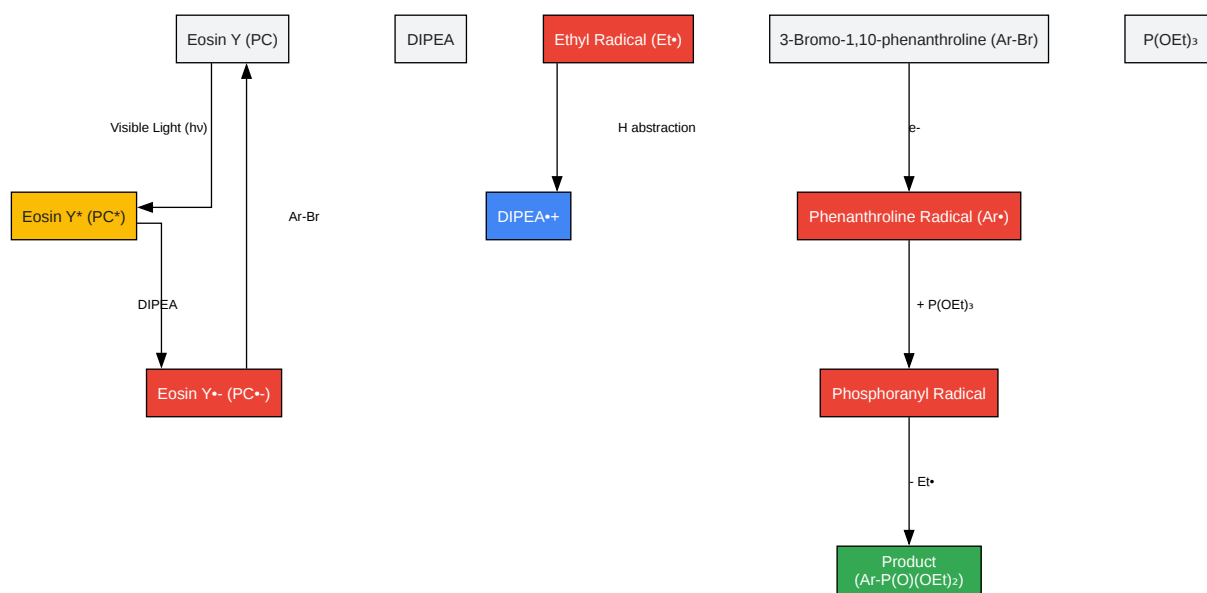 Eosin Y (PC)
DIPEA
Ethyl Radical (Et•)
3-Bromo-1,10-phenanthroline (Ar-Br)
P(OEt)₃
Visible Light (hν)
H abstraction
e-
Eosin Y* (PC*)
Ar-Br
DIPEA•+
Phenanthroline Radical (Ar•)
DIPEA
+ P(OEt)₃
Eosin Y•- (PC•-)
Phosphoranyl Radical
- Et•
Product
(Ar-P(O)(OEt)₂)